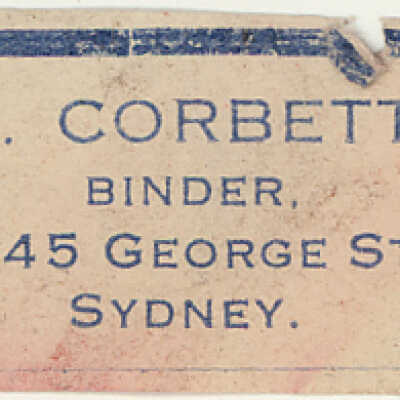 . CORBETT
BINDER,
45 GEORGE ST
SYDNEY.